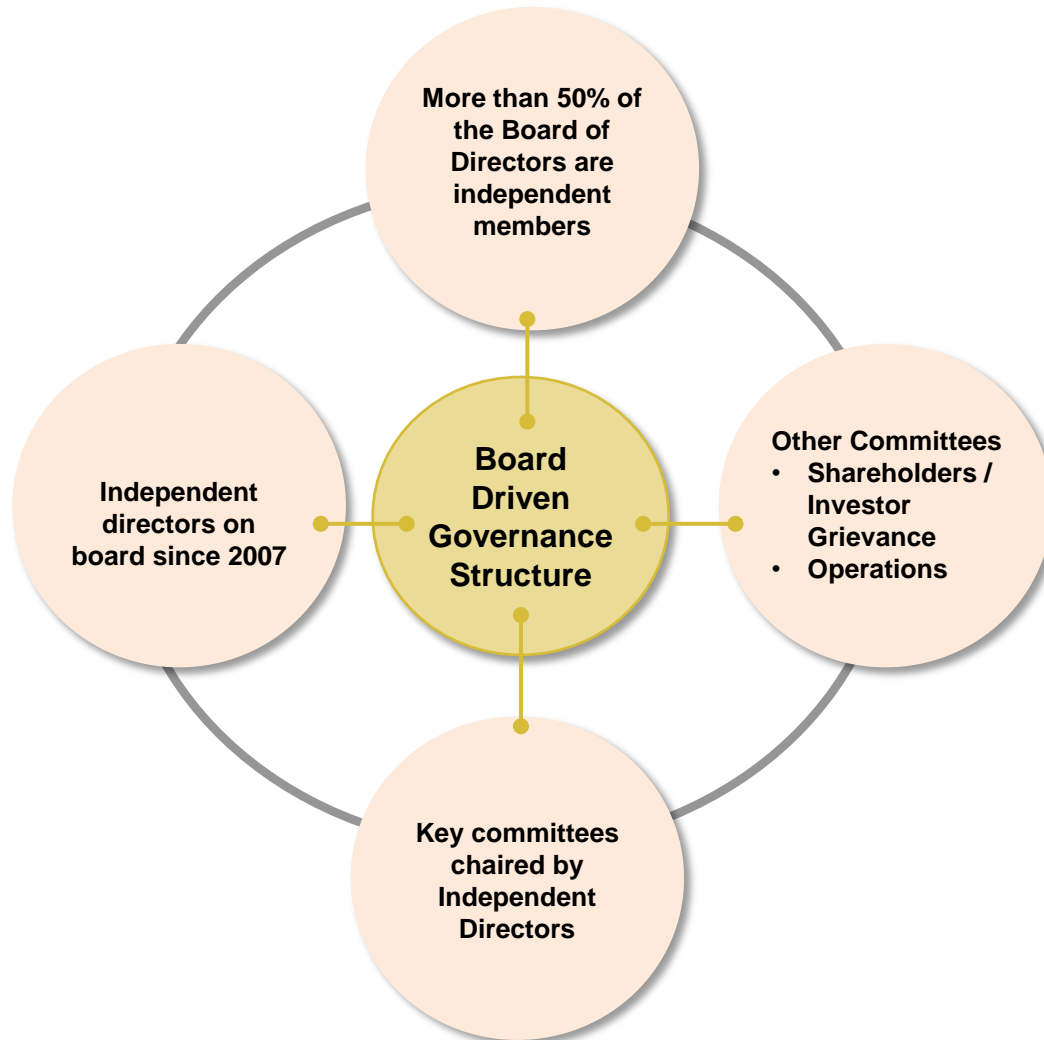 More than 50% of
the Board of
Directors are
independent
members
Independent
directors on
board since 2007
Board
Driven
Governance
Structure
Other Committees
• Shareholders /
Investor
Grievance
• Operations
Key committees
chaired by
Independent
Directors